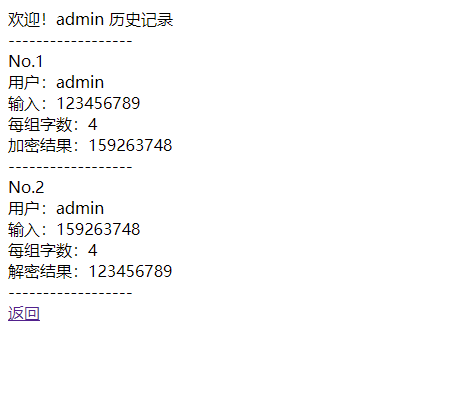 欢迎！admin 历史记录
------------------
No.1
用户：admin
输入：123456789
每组字数：4
加密结果：159263748
------------------
No.2
用户：admin
输入：159263748
每组字数：4
解密结果：123456789
------------------
返回